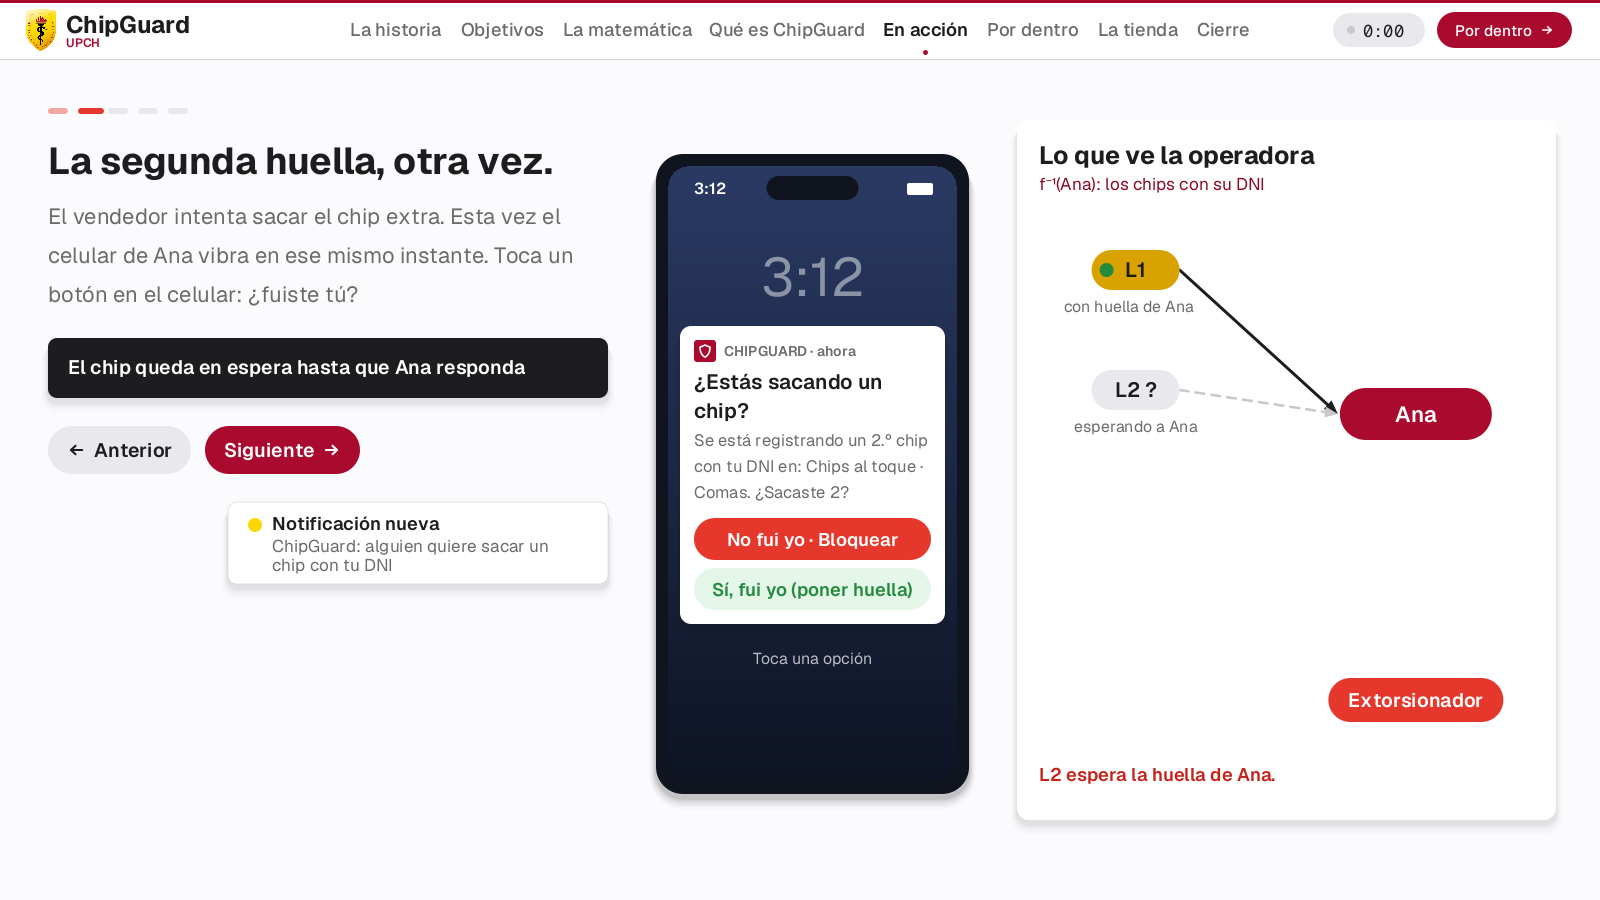 ChipGuard
UPCH
La historia
Objetivos
La matemática
Qué es ChipGuard
En acción
Por dentro
La tienda
Cierre
0:00
Por dentro →
La segunda huella, otra vez.
El vendedor intenta sacar el chip extra. Esta vez el
celular de Ana vibra en ese mismo instante. Toca un
botón en el celular: ¿fuiste tú?
El chip queda en espera hasta que Ana responda
← Anterior
Siguiente →
Notificación nueva
ChipGuard: alguien quiere sacar un
chip con tu DNI
3:12
3:12
CHIPGUARD · ahora
¿Estás sacando un
chip?
Se está registrando un 2.º chip
con tu DNI en: Chips al toque ·
Comas. ¿Sacaste 2?
No fui yo · Bloquear
Sí, fui yo (poner huella)
Toca una opción
Lo que ve la operadora
f⁻¹(Ana): los chips con su DNI
L1
con huella de Ana
L2 ?
esperando a Ana
Ana
Extorsionador
L2 espera la huella de Ana.